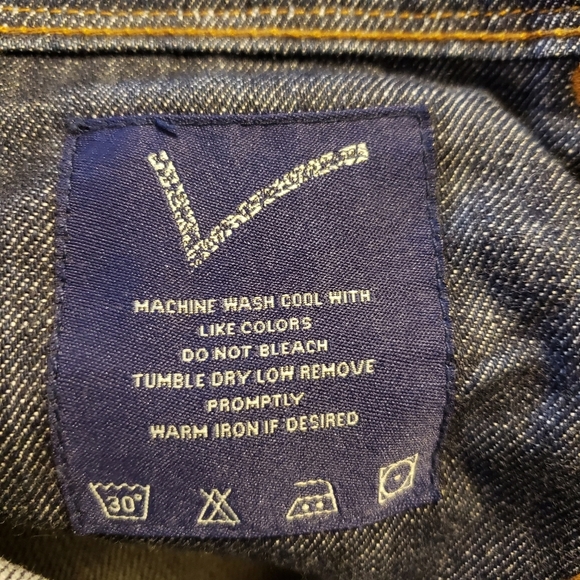 MACHINE WASH COOL WITH
LIKE COLORS
DO NOT BLEACH
TUMBLE DRY LOW REMOVE
PROMPTLY
WARM IRON IF DESIRED
30°